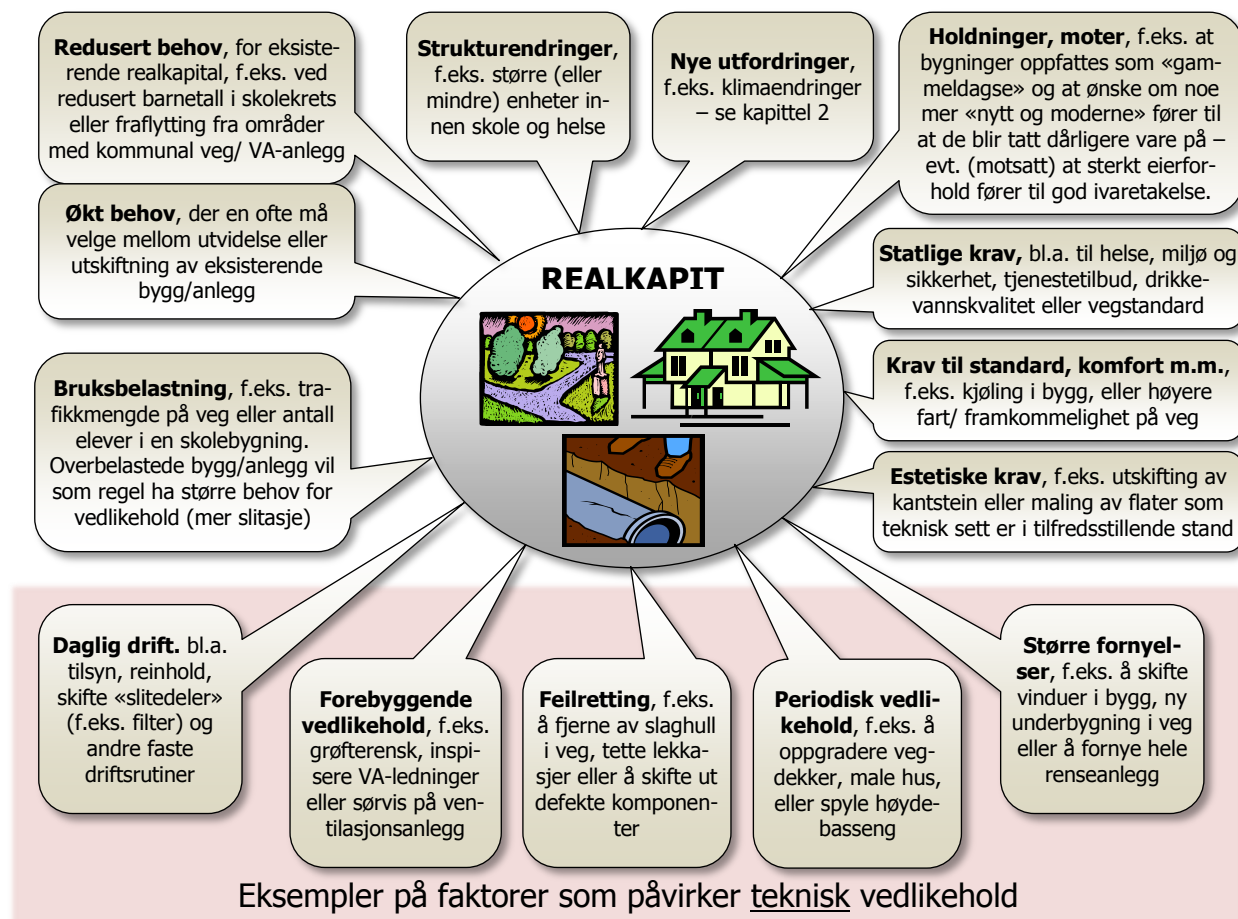 Redusert behov, for eksiste-
rende realkapital, f.eks. ved
redusert barnetall i skolekrets
eller fraflytting fra områder
med kommunal veg/ VA-anlegg
Strukturendringer,
f.eks. større (eller
mindre) enheter in-
nen skole og helse
Nye utfordringer,
f.eks. klimaendringer
– se kapittel 2
Holdninger, moter, f.eks. at
bygninger oppfattes som «gam-
meldagse» og at ønske om noe
mer «nytt og moderne» fører til
at de blir tatt dårligere vare på –
evt. (motsatt) at sterkt eierfor-
hold fører til god ivaretakelse.
Økt behov, der en ofte må
velge mellom utvidelse eller
utskiftning av eksisterende
bygg/anlegg
REALKAPIT
Statlige krav, bl.a. til helse, miljø og
sikkerhet, tjenestetilbud, drikke-
vannskvalitet eller vegstandard
Bruksbelastning, f.eks. tra-
fikkmengde på veg eller antall
elever i en skolebygning.
Overbelastede bygg/anlegg vil
som regel ha større behov for
vedlikehold (mer slitasje)
Krav til standard, komfort m.m.,
f.eks. kjøling i bygg, eller høyere
fart/ framkommelighet på veg
Estetiske krav, f.eks. utskifting av
kantstein eller maling av flater som
teknisk sett er i tilfredsstillende stand
Daglig drift. bl.a.
tilsyn, reinhold,
skifte «slitedeler»
(f.eks. filter) og
andre faste
driftsrutiner
Forebyggende
vedlikehold, f.eks.
grøfterensk, inspi-
sere VA-ledninger
eller sørvis på ven-
tilasjonsanlegg
Feilretting, f.eks.
å fjerne av slaghull
i veg, tette lekka-
sjer eller å skifte ut
defekte komponen-
ter
Periodisk vedli-
kehold, f.eks. å
oppgradere veg-
dekker, male hus,
eller spyle høyde-
basseng
Større fornyel-
ser, f.eks. å skifte
vinduer i bygg, ny
underbygning i veg
eller å fornye hele
renseanlegg
Eksempler på faktorer som påvirker teknisk vedlikehold